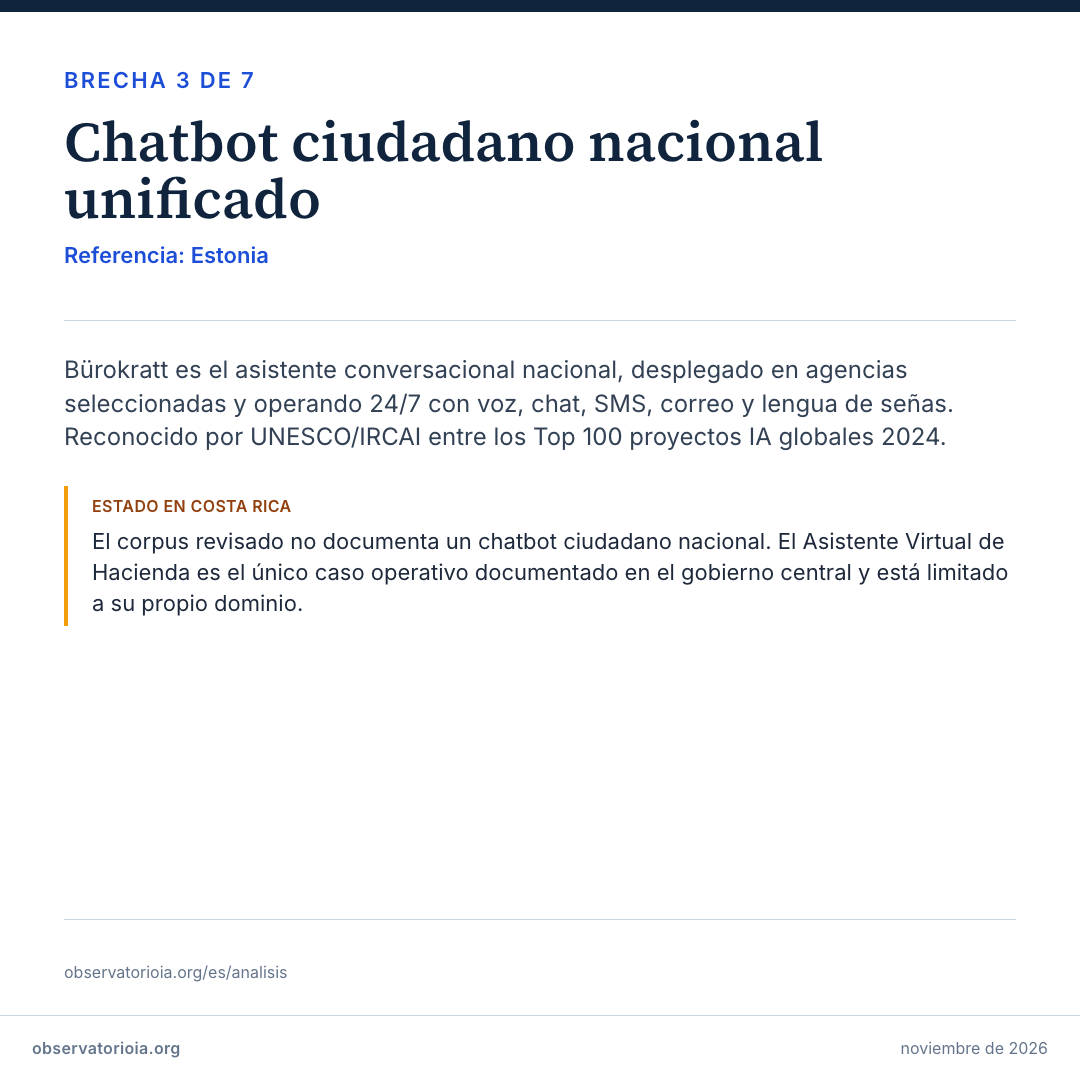 BRECHA 3 DE 7
Chatbot ciudadano nacional
unificado
Referencia: Estonia
Bürokratt es el asistente conversacional nacional, desplegado en agencias
seleccionadas y operando 24/7 con voz, chat, SMS, correo y lengua de señas.
Reconocido por UNESCO/IRCAI entre los Top 100 proyectos IA globales 2024.
ESTADO EN COSTA RICA
El corpus revisado no documenta un chatbot ciudadano nacional. El Asistente Virtual de
Hacienda es el único caso operativo documentado en el gobierno central y está limitado
a su propio dominio.
observatorioia.org/es/analisis
observatorioia.org
noviembre de 2026